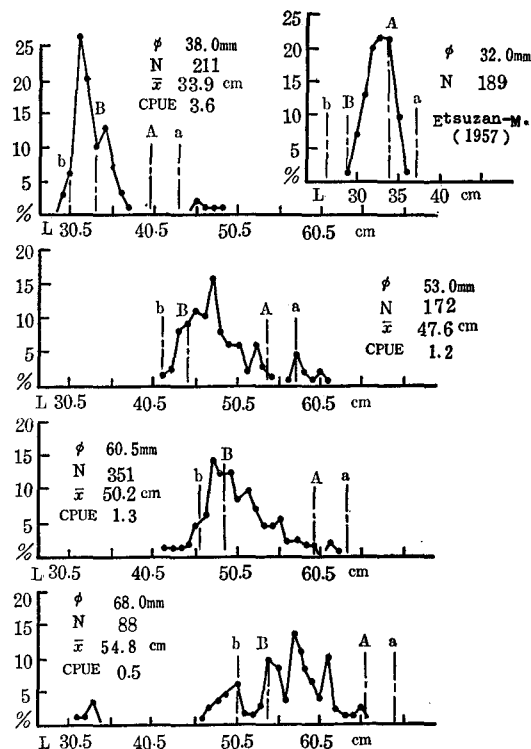 25
20
15
10
5
%
b
B
A
a
φ 38.0mm
N 211
x̄ 33.9 cm
CPUE 3.6
L 30.5 40.5 50.5 60.5 cm
25
20
15
10
5
%
b
B
A
a
φ 32.0mm
N 189
Etsuzan-M.
(1957)
L 30 35 40 cm
20
15
10
5
%
b
B
A
a
φ 53.0mm
N 172
x̄ 47.6 cm
CPUE 1.2
L 30.5 40.5 50.5 60.5 cm
20
15
10
5
%
φ 60.5mm
N 351
x̄ 50.2 cm
CPUE 1.3
b
B
A
a
L 30.5 40.5 50.5 60.5 cm
20
15
10
5
%
φ 68.0mm
N 88
x̄ 54.8 cm
CPUE 0.5
b
B
A
a
L 30.5 40.5 50.5 60.5 cm